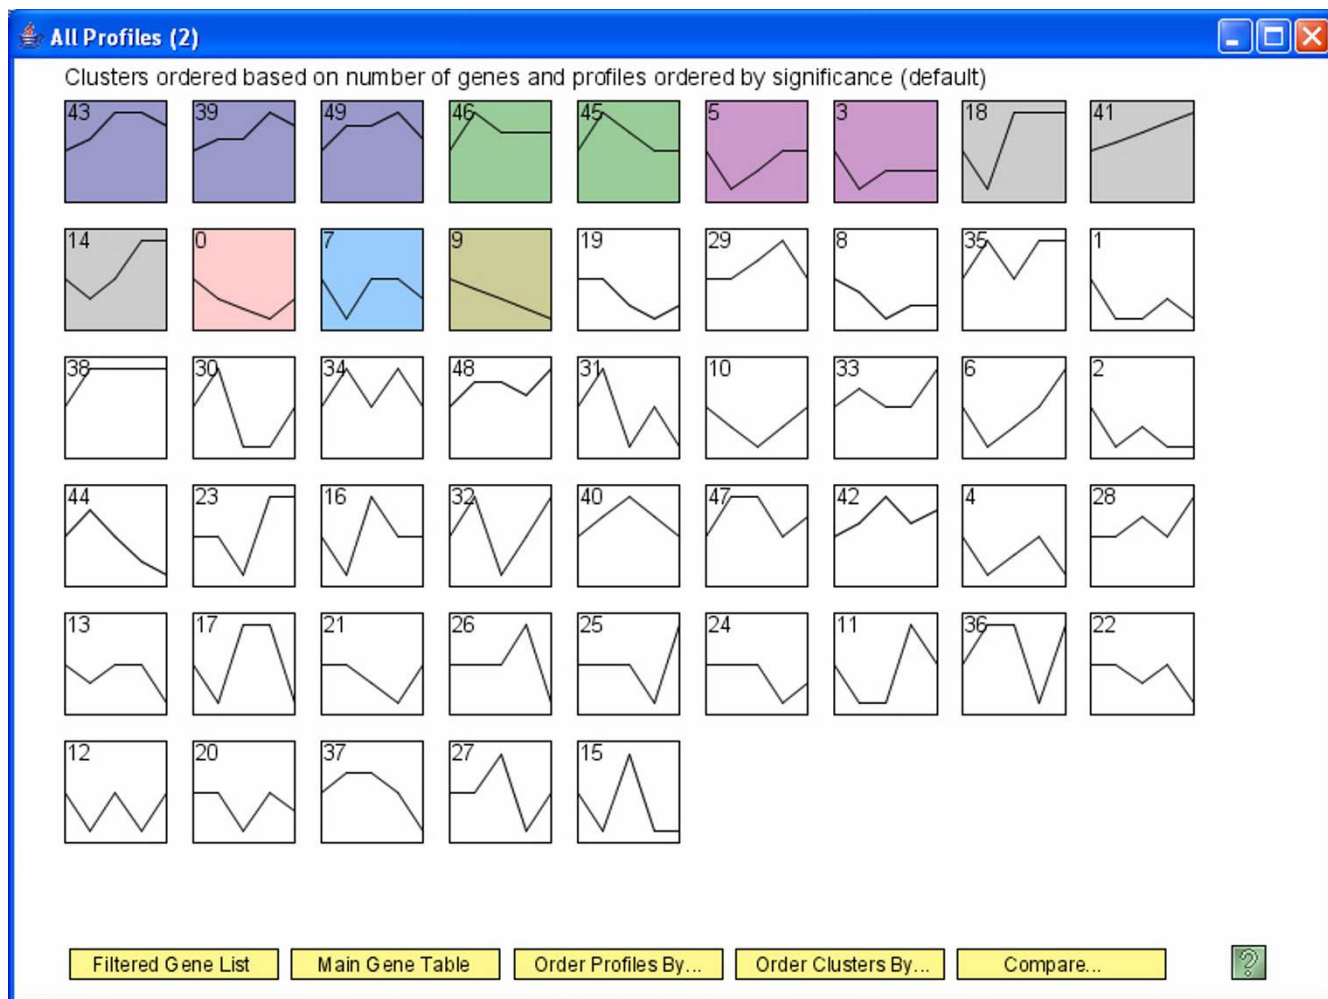 All Profiles (2)
Clusters ordered based on number of genes and profiles ordered by significance (default)
43 39 49 46 45 5 3 18 41
14 0 7 9 19 29 8 35 1
38 30 34 48 31 10 33 6 2
44 23 16 32 40 47 42 4 28
13 17 21 26 25 24 11 36 22
12 20 37 27 15
Filtered Gene List Main Gene Table Order Profiles By... Order Clusters By... Compare... ?